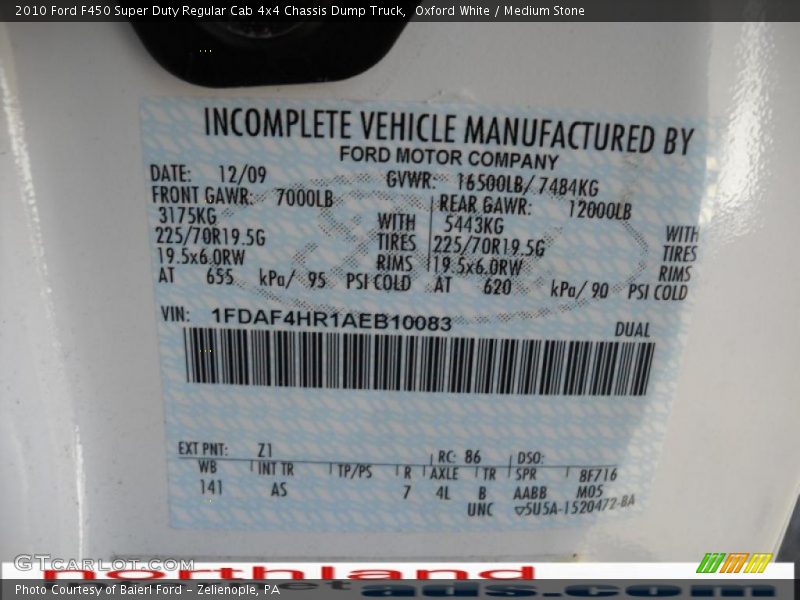 2010 Ford F450 Super Duty Regular Cab 4x4 Chassis Dump Truck, Oxford White / Medium Stone
INCOMPLETE VEHICLE MANUFACTURED BY
FORD MOTOR COMPANY
DATE: 12/09 GVWR: 16500LB/ 7484KG
FRONT GAWR: 7000LB REAR GAWR: 12000LB
3175KG WITH 5443KG WITH
225/70R19.5G TIRES 225/70R19.5G TIRES
19.5x6.0RW RIMS 19.5x6.0RW RIMS
AT 655 kPa/ 95 PSI COLD AT 620 kPa/ 90 PSI COLD
VIN: 1FDAF4HR1AEB10083 DUAL
EXT PNT: Z1 RC: 86 DSO:
WB INT TR TP/PS R AXLE TR SPR 8F716
141 AS 7 4L B AABB M05
UNC ▽5U5A-1520472-BA
GTcarlot.com
northland
ads.com
Photo Courtesy of Baierl Ford - Zelienople, PA